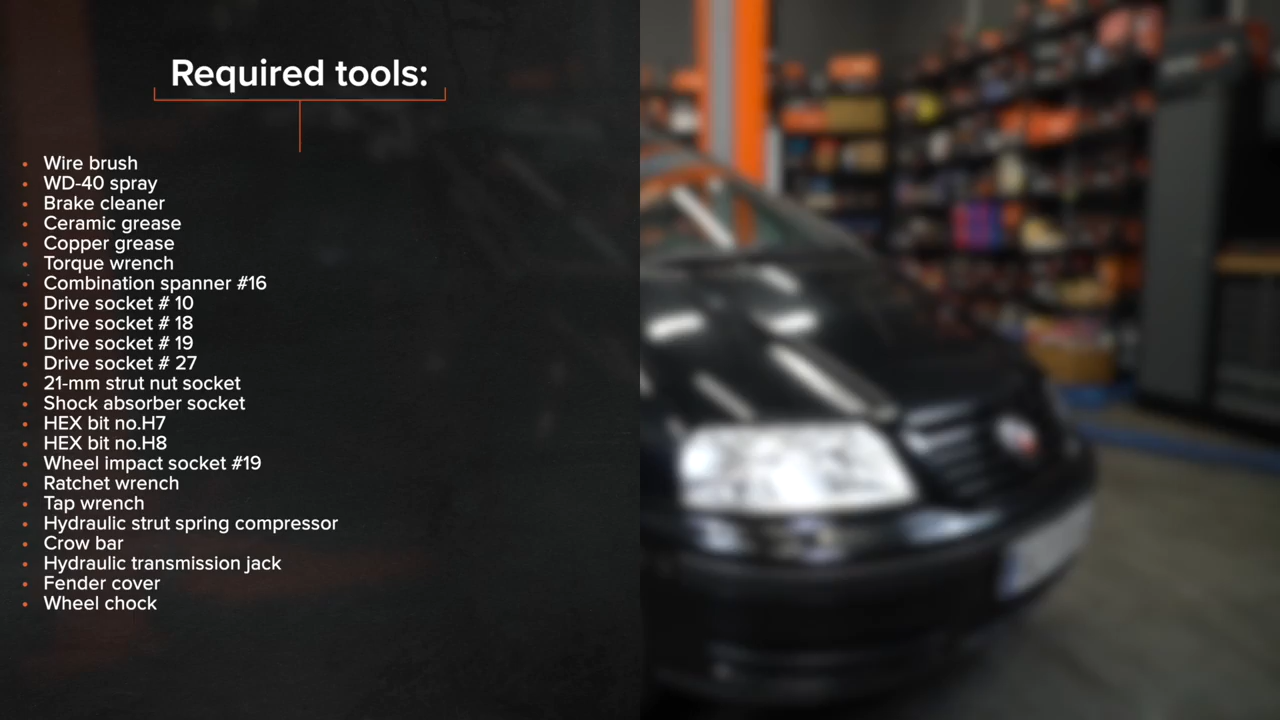 Required tools:
• Wire brush
• WD-40 spray
• Brake cleaner
• Ceramic grease
• Copper grease
• Torque wrench
• Combination spanner #16
• Drive socket # 10
• Drive socket # 18
• Drive socket # 19
• Drive socket # 27
• 21-mm strut nut socket
• Shock absorber socket
• HEX bit no.H7
• HEX bit no.H8
• Wheel impact socket #19
• Ratchet wrench
• Tap wrench
• Hydraulic strut spring compressor
• Crow bar
• Hydraulic transmission jack
• Fender cover
• Wheel chock